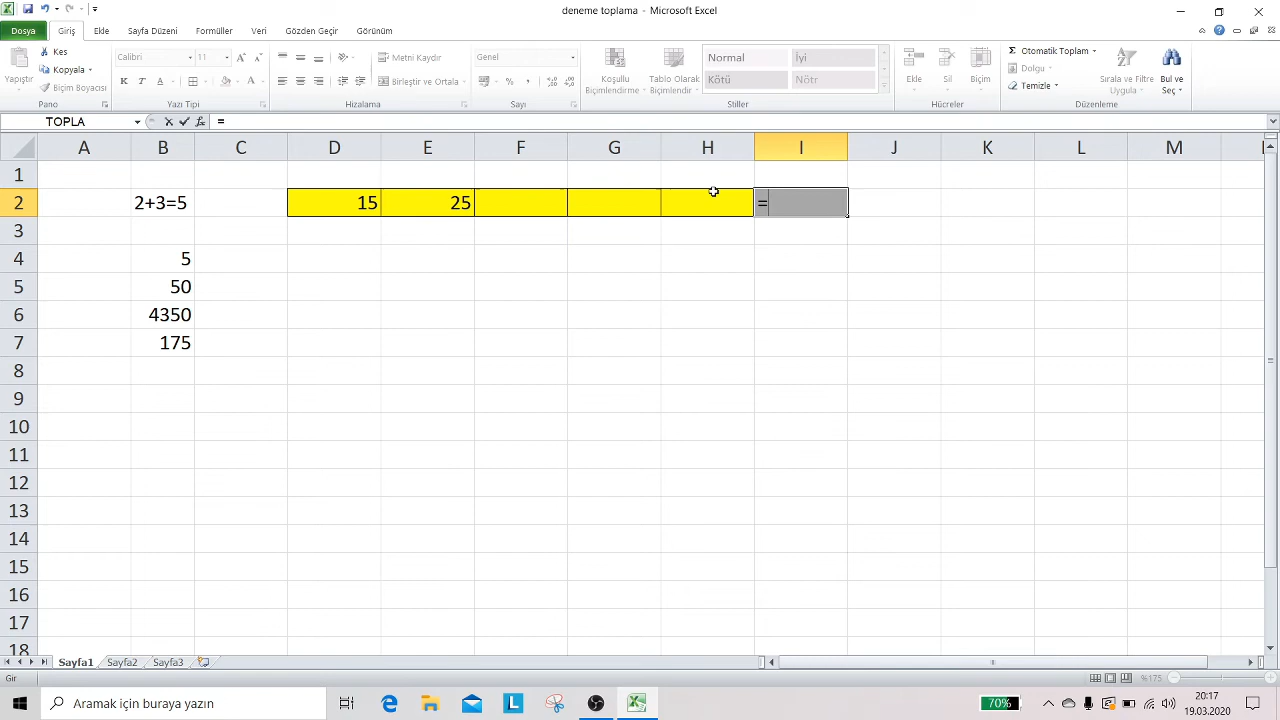 deneme toplama - Microsoft Excel
Dosya Giriş Ekle Sayfa Düzeni Formüller Veri Gözden Geçir Görünüm
Yapıştır
Kes
Kopyala
Biçim Boyacısı
Pano
Calibri 11
K T A
Yazı Tipi
Metni Kaydır
Birleştir ve Ortala
Hizalama
Genel
%
Sayı
Koşullu Biçimlendirme
Tablo Olarak Biçimlendir
Normal İyi
Kötü Nötr
Stiller
Ekle Sil Biçim
Hücreler
Σ Otomatik Toplam
Dolgu
Temizle
Sırala ve Filtre Uygula
Bul ve Seç
Düzenleme
TOPLA fx =
A B C D E F G H I J K L M
1
2 2+3=5 15 25 =
3
4 5
5 50
6 4350
7 175
8
9
10
11
12
13
14
15
16
17
18
Sayfa1 Sayfa2 Sayfa3
Gir %175
Aramak için buraya yazın
L
70%
20:17
19.03.2020